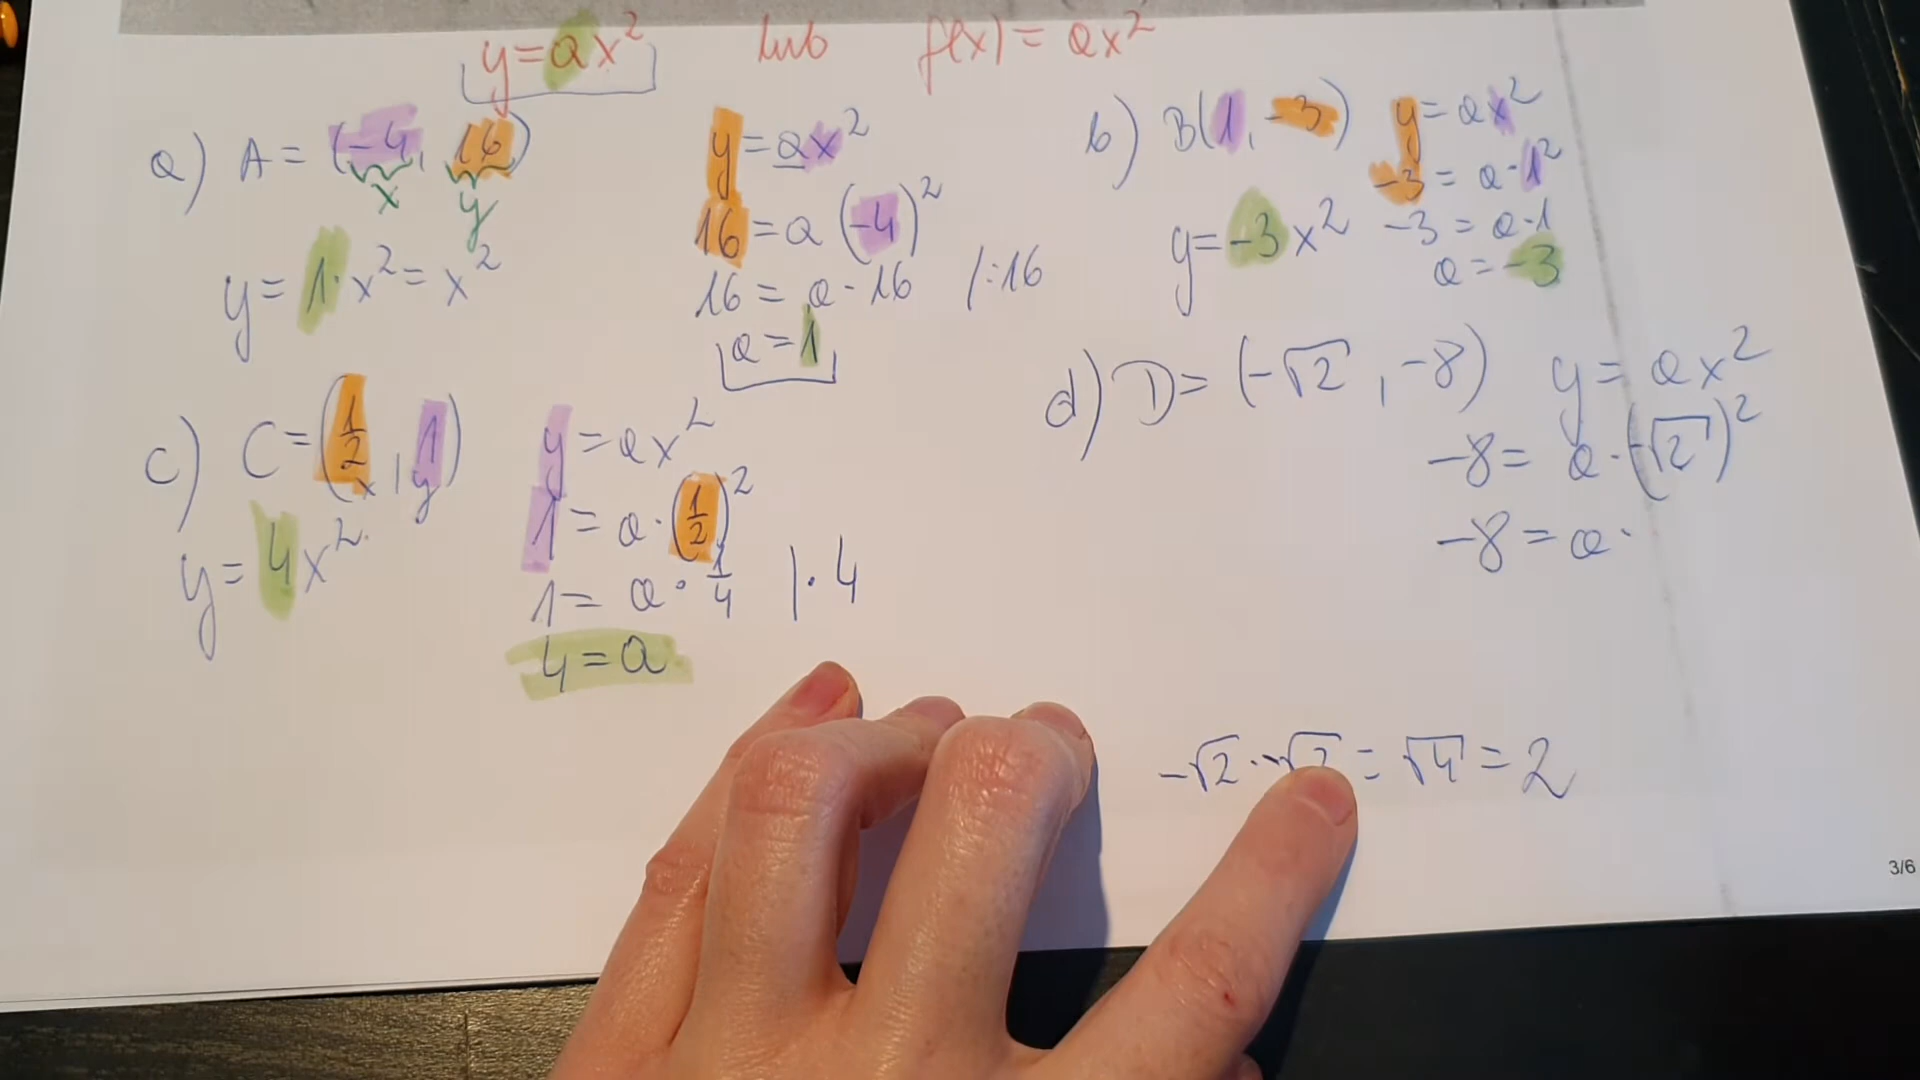 y=ax² lub f(x) = ax²
a) A = (-4, 16)
x y
y = 1·x² = x²
y = ax²
16 = a (-4)²
16 = a · 16 /:16
a = 1
b) B(1, -3)
y = -3x²
y = ax²
-3 = a · 1²
-3 = a · 1
a = -3
c) C = (1/2, 1)
x y
y = 4x²
y = ax²
1 = a · (1/2)²
1 = a · 1/4 |· 4
4 = a
d) D = (-√2, -8)
y = ax²
-8 = a · (-√2)²
-8 = a ·
-√2 · -√2 = √4 = 2
3/6